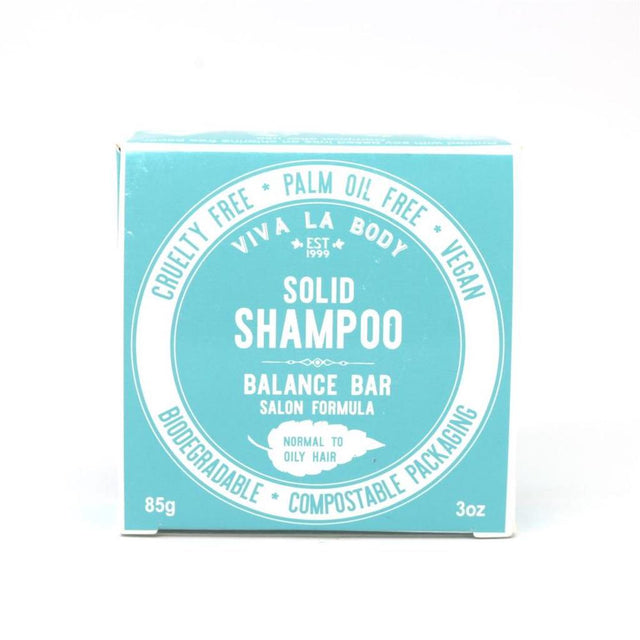 CRUELTY FREE * PALM OIL FREE * VEGAN
VIVA LA BODY
EST
1999
SOLID
SHAMPOO
BALANCE BAR
SALON FORMULA
NORMAL TO
OILY HAIR
BIODEGRADABLE * COMPOSTABLE PACKAGING
85g
3oz